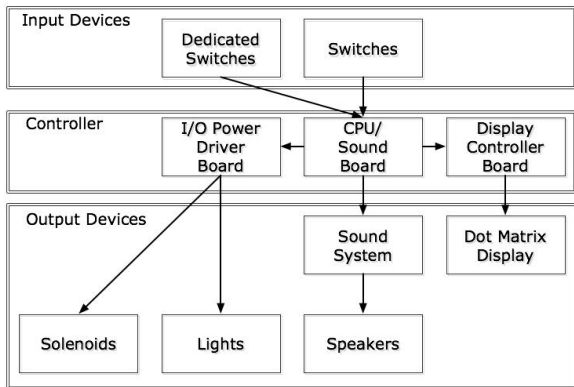 Input Devices
Dedicated
Switches
Switches
Controller
I/O Power
Driver
Board
CPU/
Sound
Board
Display
Controller
Board
Output Devices
Sound
System
Dot Matrix
Display
Solenoids
Lights
Speakers